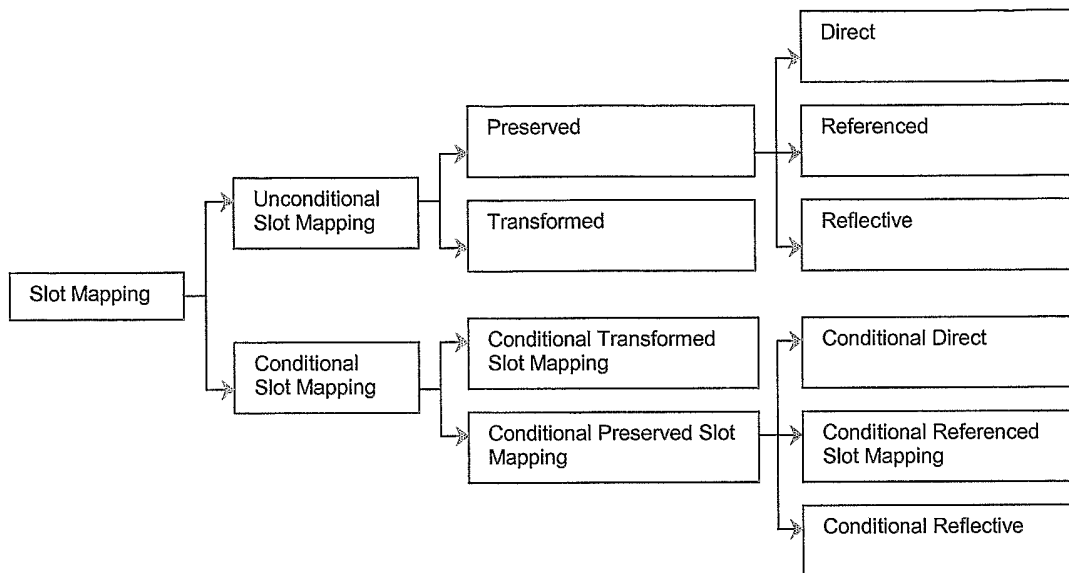 Slot Mapping
Unconditional
Slot Mapping
Conditional
Slot Mapping
Preserved
Transformed
Conditional Transformed
Slot Mapping
Conditional Preserved Slot
Mapping
Direct
Referenced
Reflective
Conditional Direct
Conditional Referenced
Slot Mapping
Conditional Reflective